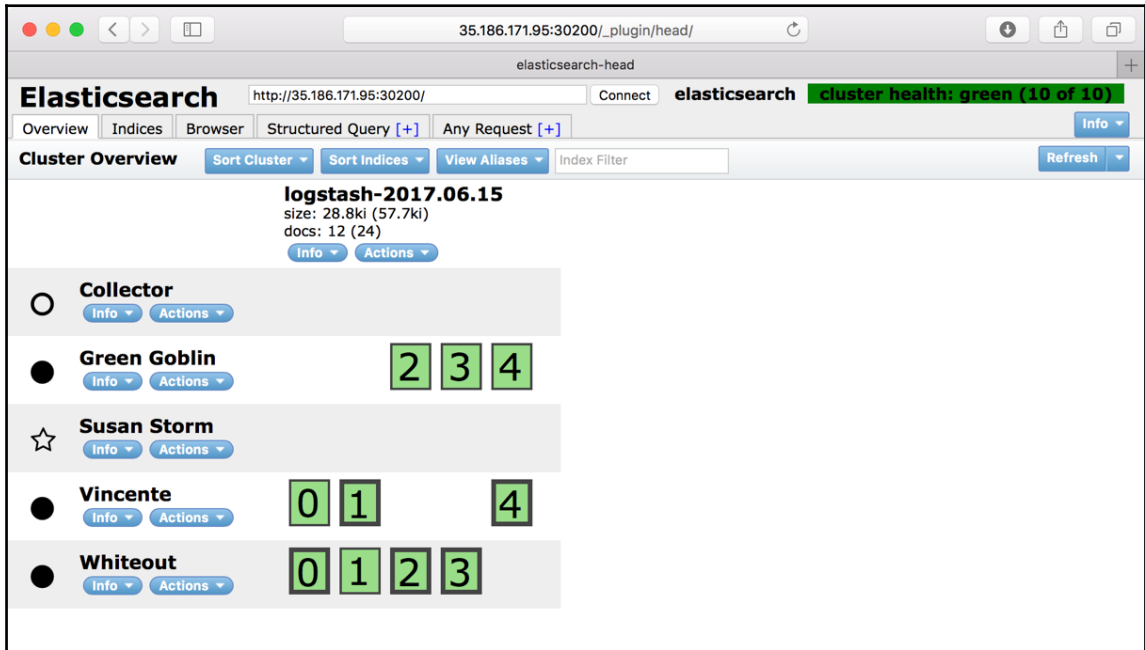 35.186.171.95:30200/_plugin/head/
elasticsearch-head
Elasticsearch http://35.186.171.95:30200/ Connect elasticsearch cluster health: green (10 of 10)
Overview Indices Browser Structured Query [+] Any Request [+] Info
Cluster Overview Sort Cluster Sort Indices View Aliases Index Filter Refresh
logstash-2017.06.15
size: 28.8ki (57.7ki)
docs: 12 (24)
Info Actions
Collector
Info Actions
Green Goblin
Info Actions
2 3 4
Susan Storm
Info Actions
Vincente
Info Actions
0 1 4
Whiteout
Info Actions
0 1 2 3